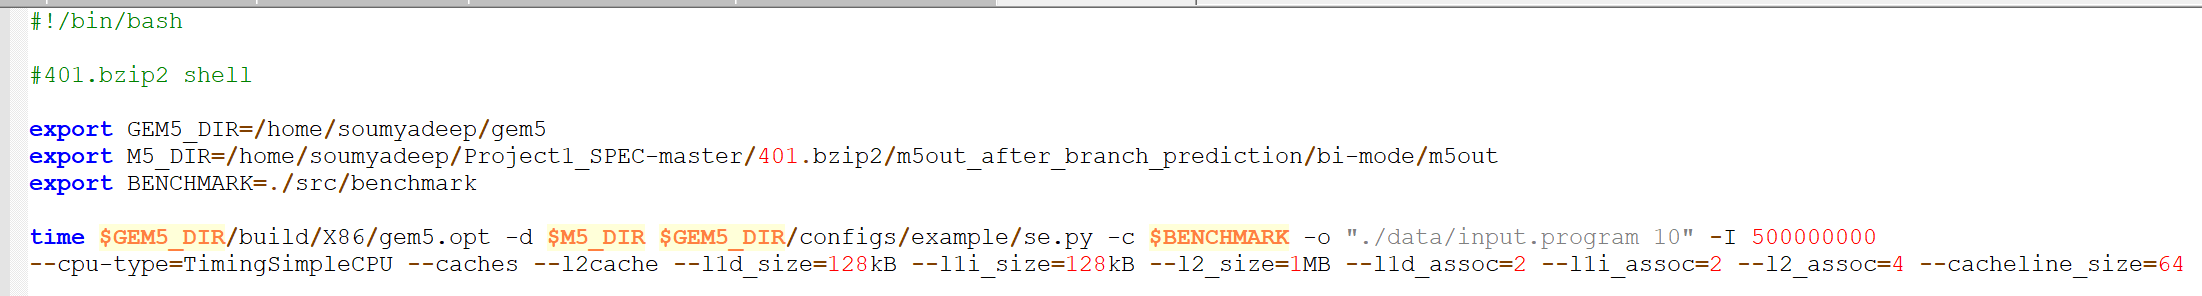 #!/bin/bash
#401.bzip2 shell
export GEM5_DIR=/home/soumyadeep/gem5
export M5_DIR=/home/soumyadeep/Project1_SPEC-master/401.bzip2/m5out_after_branch_prediction/bi-mode/m5out
export BENCHMARK=./src/benchmark
time $GEM5_DIR/build/X86/gem5.opt -d $M5_DIR $GEM5_DIR/configs/example/se.py -c $BENCHMARK -o "./data/input.program 10" -I 500000000
--cpu-type=TimingSimpleCPU --caches --l2cache --l1d_size=128kB --l1i_size=128kB --l2_size=1MB --l1d_assoc=2 --l1i_assoc=2 --l2_assoc=4 --cacheline_size=64